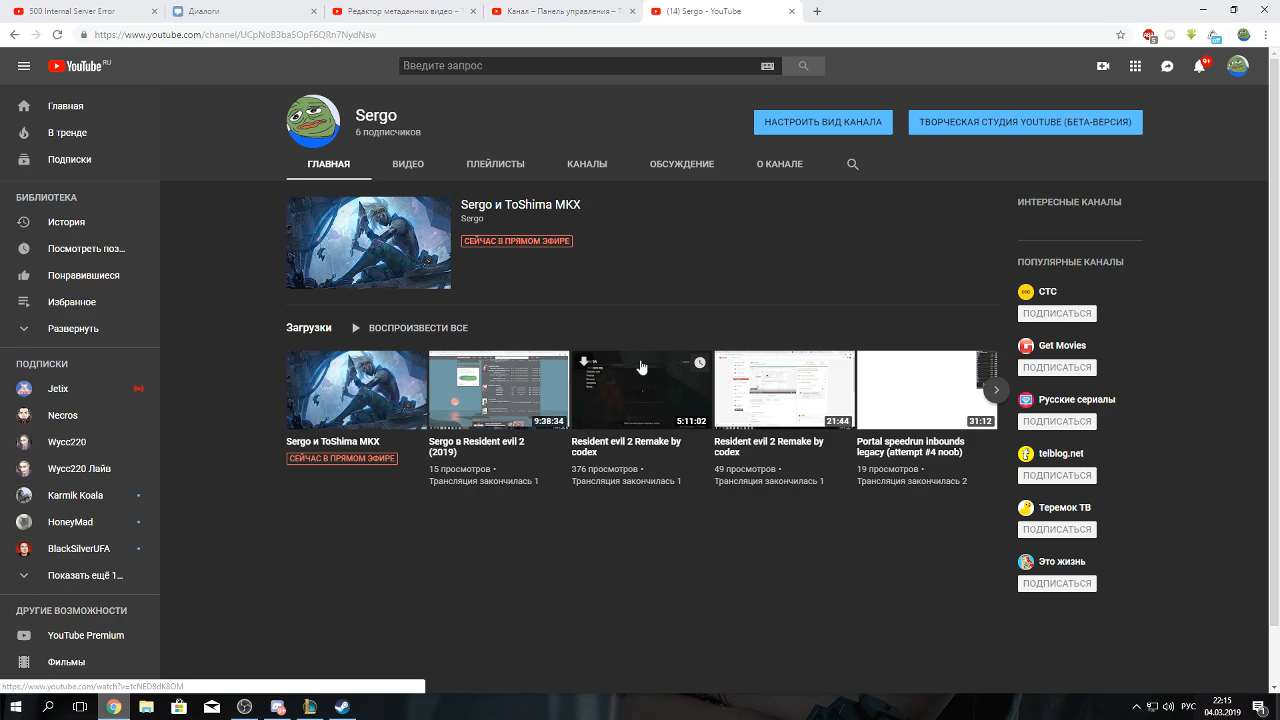 500 Internal Server Error
Диалоги
Редактор метаданных видео – 
Канал – Панель управления – 
(14) Sergo - YouTube
https://www.youtube.com/channel/UCpNoB3ba5OpF6QRn7NydNsw
YouTube RU
Введите запрос
9+
Главная
В тренде
Подписки
БИБЛИОТЕКА
История
Посмотреть поз...
Понравившиеся
Избранное
Развернуть
Necros
Wycc220
Wycc220 Лайв
Karmik Koala
HoneyMad
BlackSilverUFA
Показать ещё 1...
ДРУГИЕ ВОЗМОЖНОСТИ
YouTube Premium
Фильмы
Sergo
6 подписчиков
НАСТРОИТЬ ВИД КАНАЛА
ТВОРЧЕСКАЯ СТУДИЯ YOUTUBE (БЕТА-ВЕРСИЯ)
ГЛАВНАЯ
ВИДЕО
ПЛЕЙЛИСТЫ
КАНАЛЫ
ОБСУЖДЕНИЕ
О КАНАЛЕ
Sergo и ToShima MKX
Sergo
СЕЙЧАС В ПРЯМОМ ЭФИРЕ
Загрузки
ВОСПРОИЗВЕСТИ ВСЕ
Sergo и ToShima MKX
СЕЙЧАС В ПРЯМОМ ЭФИРЕ
9:38:34
Sergo в Resident evil 2
(2019)
15 просмотров •
Трансляция закончилась 1
5:11:02
Resident evil 2 Remake by
codex
376 просмотров •
Трансляция закончилась 1
21:44
Resident evil 2 Remake by
codex
49 просмотров •
Трансляция закончилась 1
31:12
Portal speedrun inbounds
legacy (attempt #4 noob)
19 просмотров •
Трансляция закончилась 2
ИНТЕРЕСНЫЕ КАНАЛЫ
ПОПУЛЯРНЫЕ КАНАЛЫ
СТС
ПОДПИСАТЬСЯ
Get Movies
ПОДПИСАТЬСЯ
Русские сериалы
ПОДПИСАТЬСЯ
telblog.net
ПОДПИСАТЬСЯ
Теремок ТВ
ПОДПИСАТЬСЯ
Это жизнь
ПОДПИСАТЬСЯ
https://www.youtube.com/watch?v=tcNED8dK8OM
РУС
22:15
04.03.2019